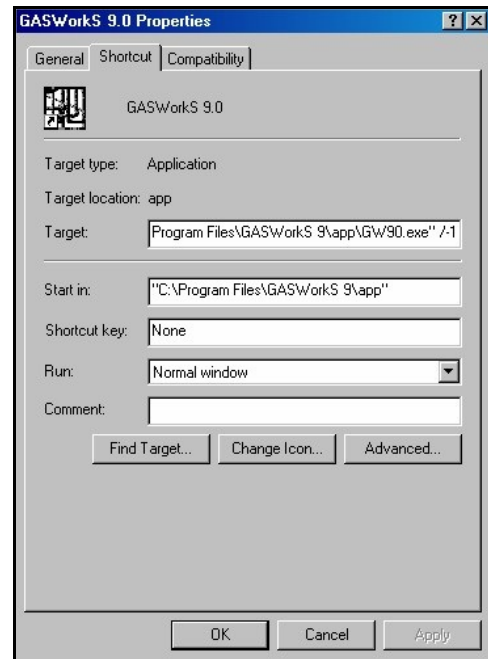 GASWorkS 9.0 Properties
General Shortcut Compatibility
GASWorkS 9.0
Target type: Application
Target location: app
Target: Program Files\GASWorkS 9\app\GW90.exe" /-1
Start in: "C:\Program Files\GASWorkS 9\app"
Shortcut key: None
Run: Normal window
Comment:
Find Target... Change Icon... Advanced...
OK Cancel Apply